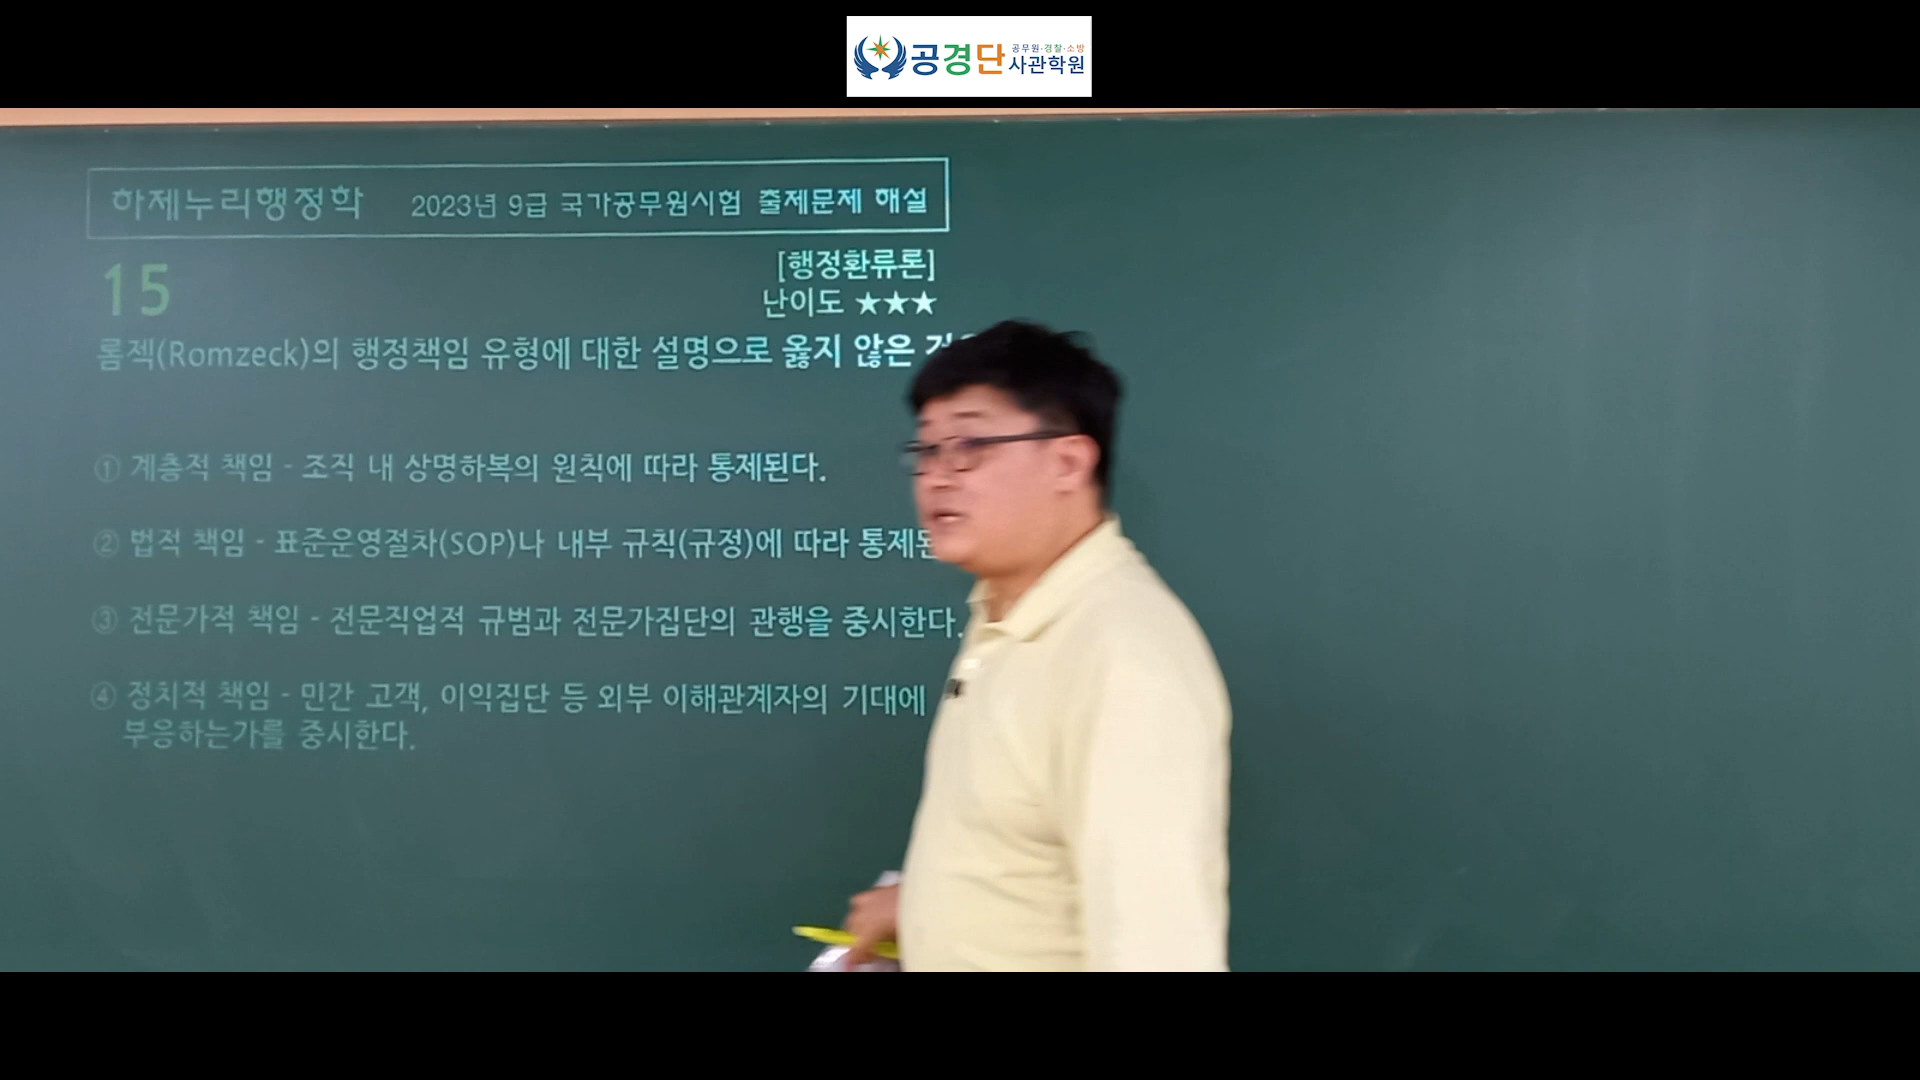 공경단 공무원·경찰·소방 사관학원
하제누리행정학 2023년 9급 국가공무원시험 출제문제 해설
15
[행정환류론]
난이도 ★★★
롬젝(Romzeck)의 행정책임 유형에 대한 설명으로 옳지 않은
① 계층적 책임 - 조직 내 상명하복의 원칙에 따라 통제된다.
② 법적 책임 - 표준운영절차(SOP)나 내부 규칙(규정)에 따라
③ 전문가적 책임 - 전문직업적 규범과 전문가집단의 관행을 중시한다.
④ 정치적 책임 - 민간 고객, 이익집단 등 외부 이해관계자의 기대에
부응하는가를 중시한다.